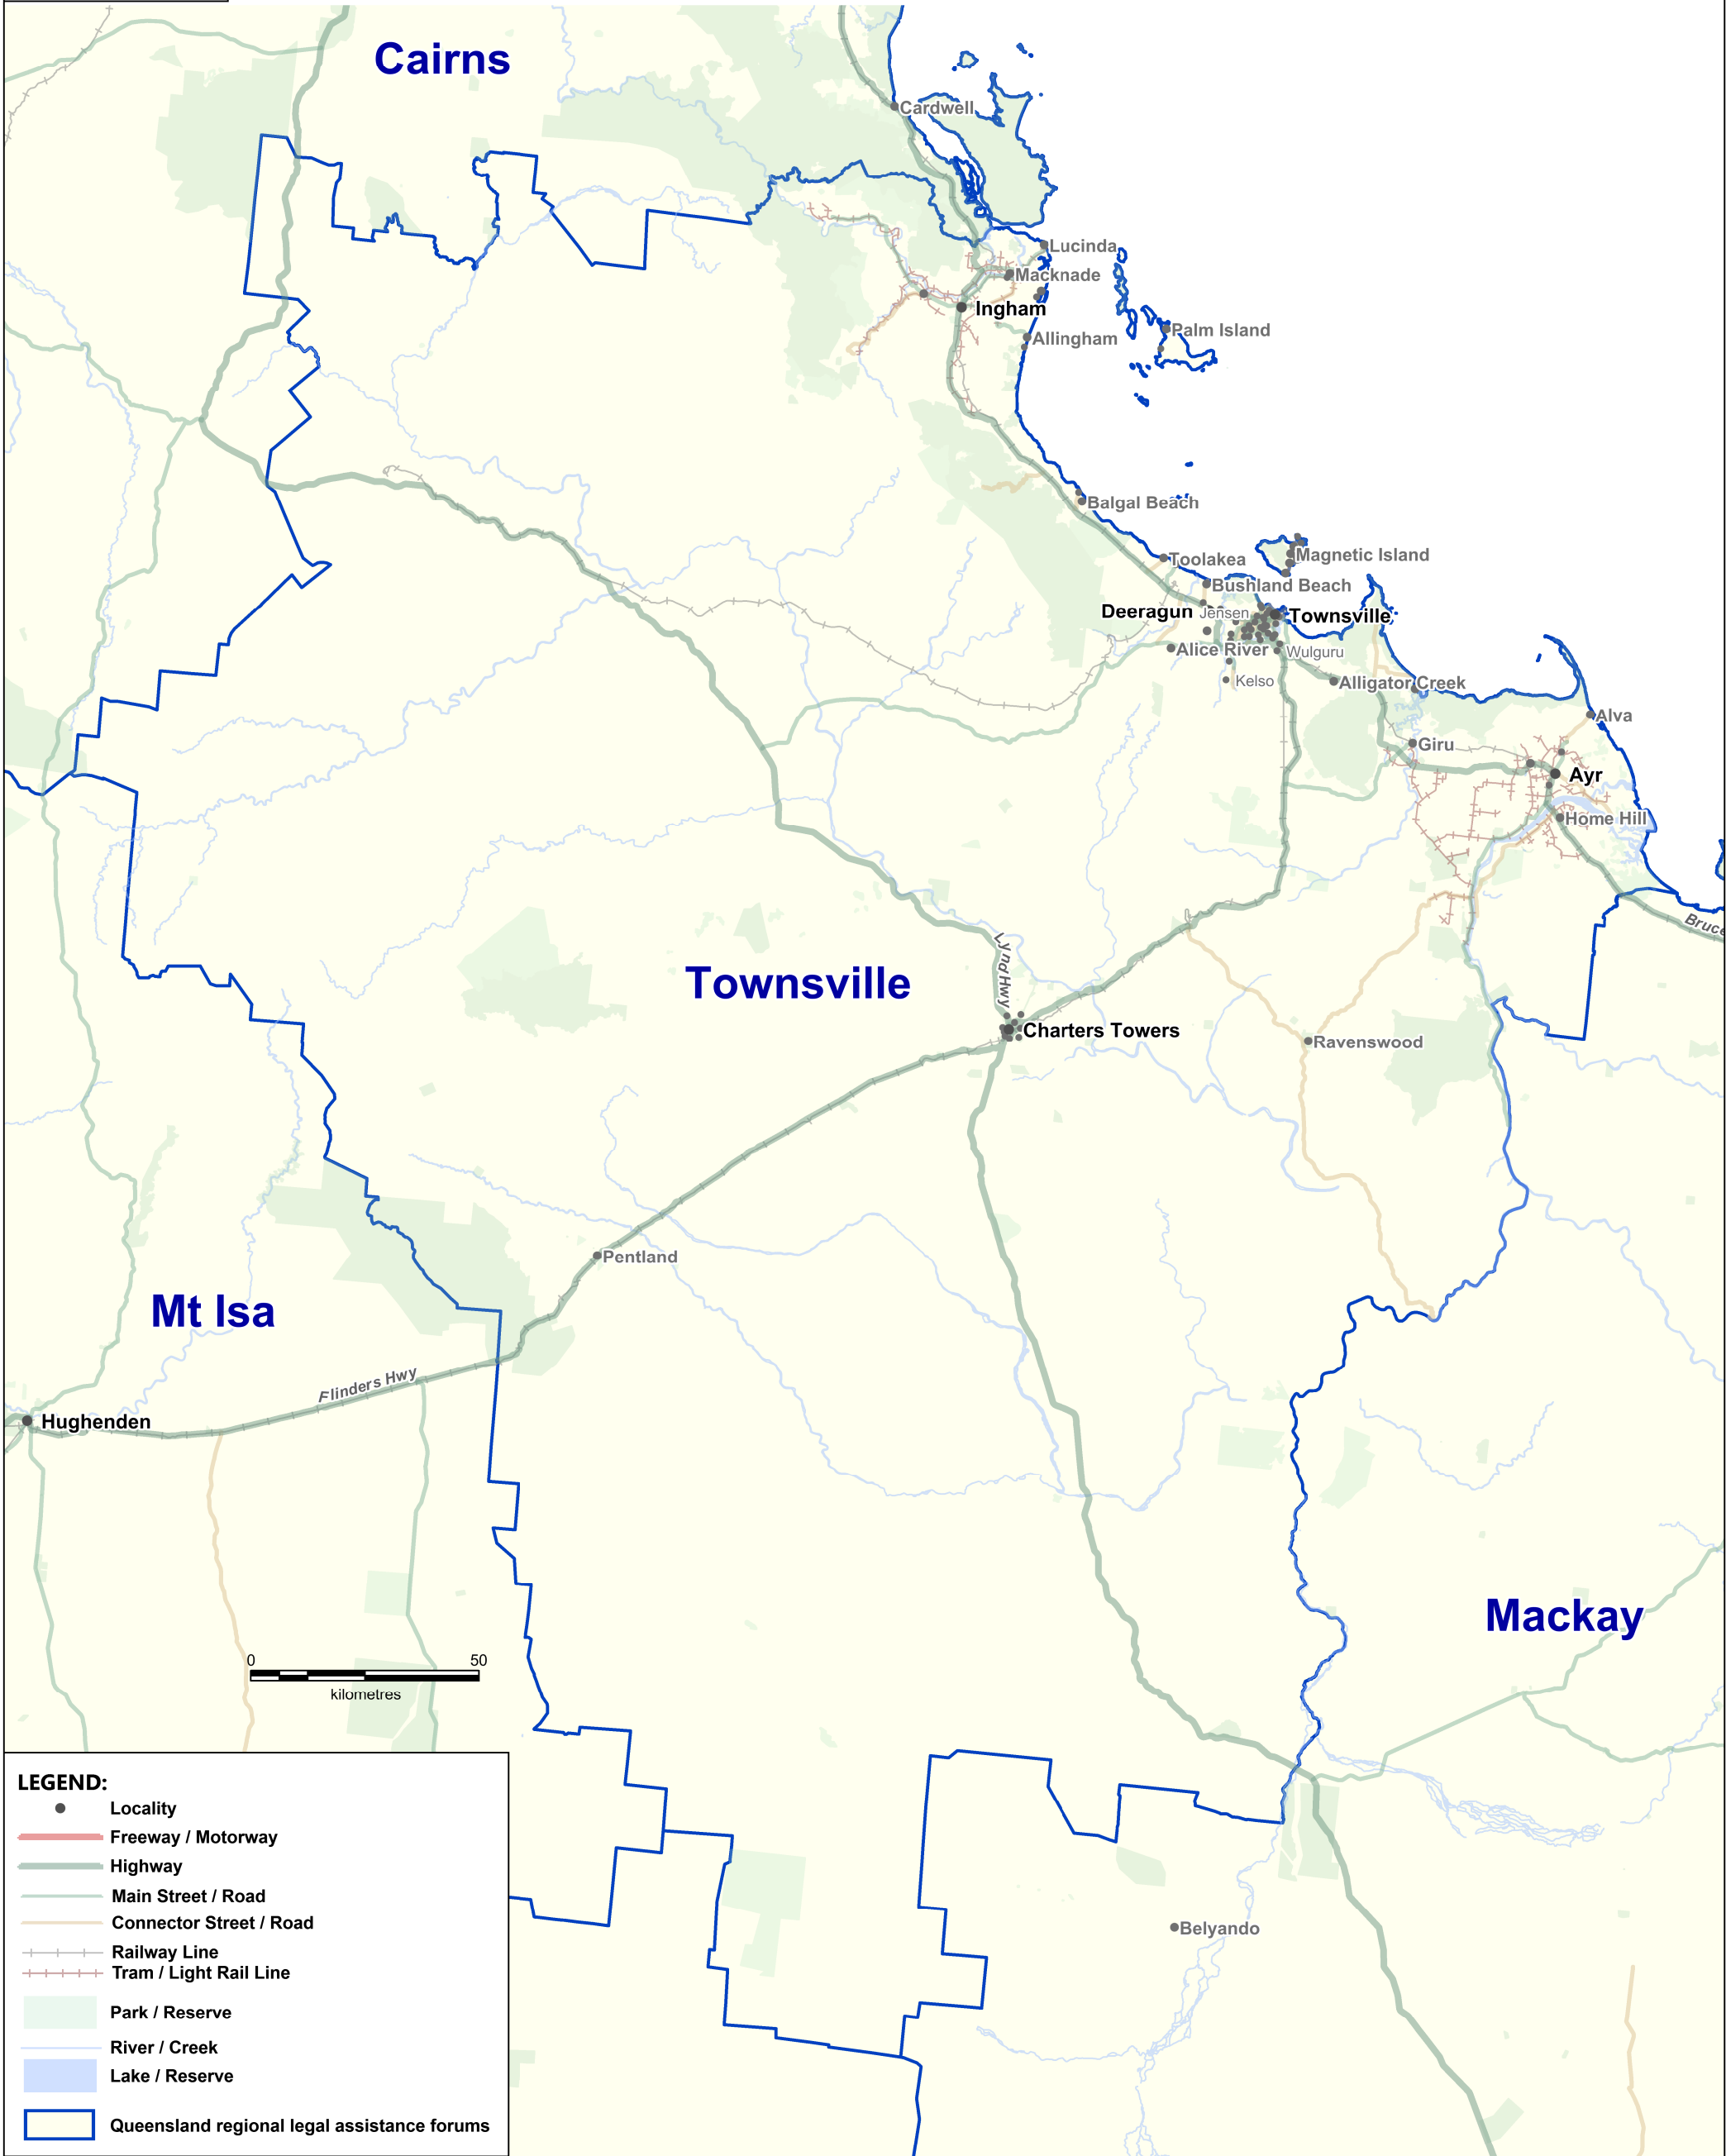 Cairns
Cardwell
Lucinda
Macknade
Ingham
Palm Island
Allingham
Balgal Beach
Toolakea
Magnetic Island
Bushland Beach
Deeragun
Jensen
Townsville
Alice River
Wulguru
Kelso
Alligator Creek
Alva
Giru
Ayr
Home Hill
Bruce
Lynd Hwy
Townsville
Charters Towers
Ravenswood
Pentland
Mt Isa
Flinders Hwy
Hughenden
Mackay
0 50
kilometres
Belyando
LEGEND:
Locality
Freeway / Motorway
Highway
Main Street / Road
Connector Street / Road
Railway Line
Tram / Light Rail Line
Park / Reserve
River / Creek
Lake / Reserve
Queensland regional legal assistance forums